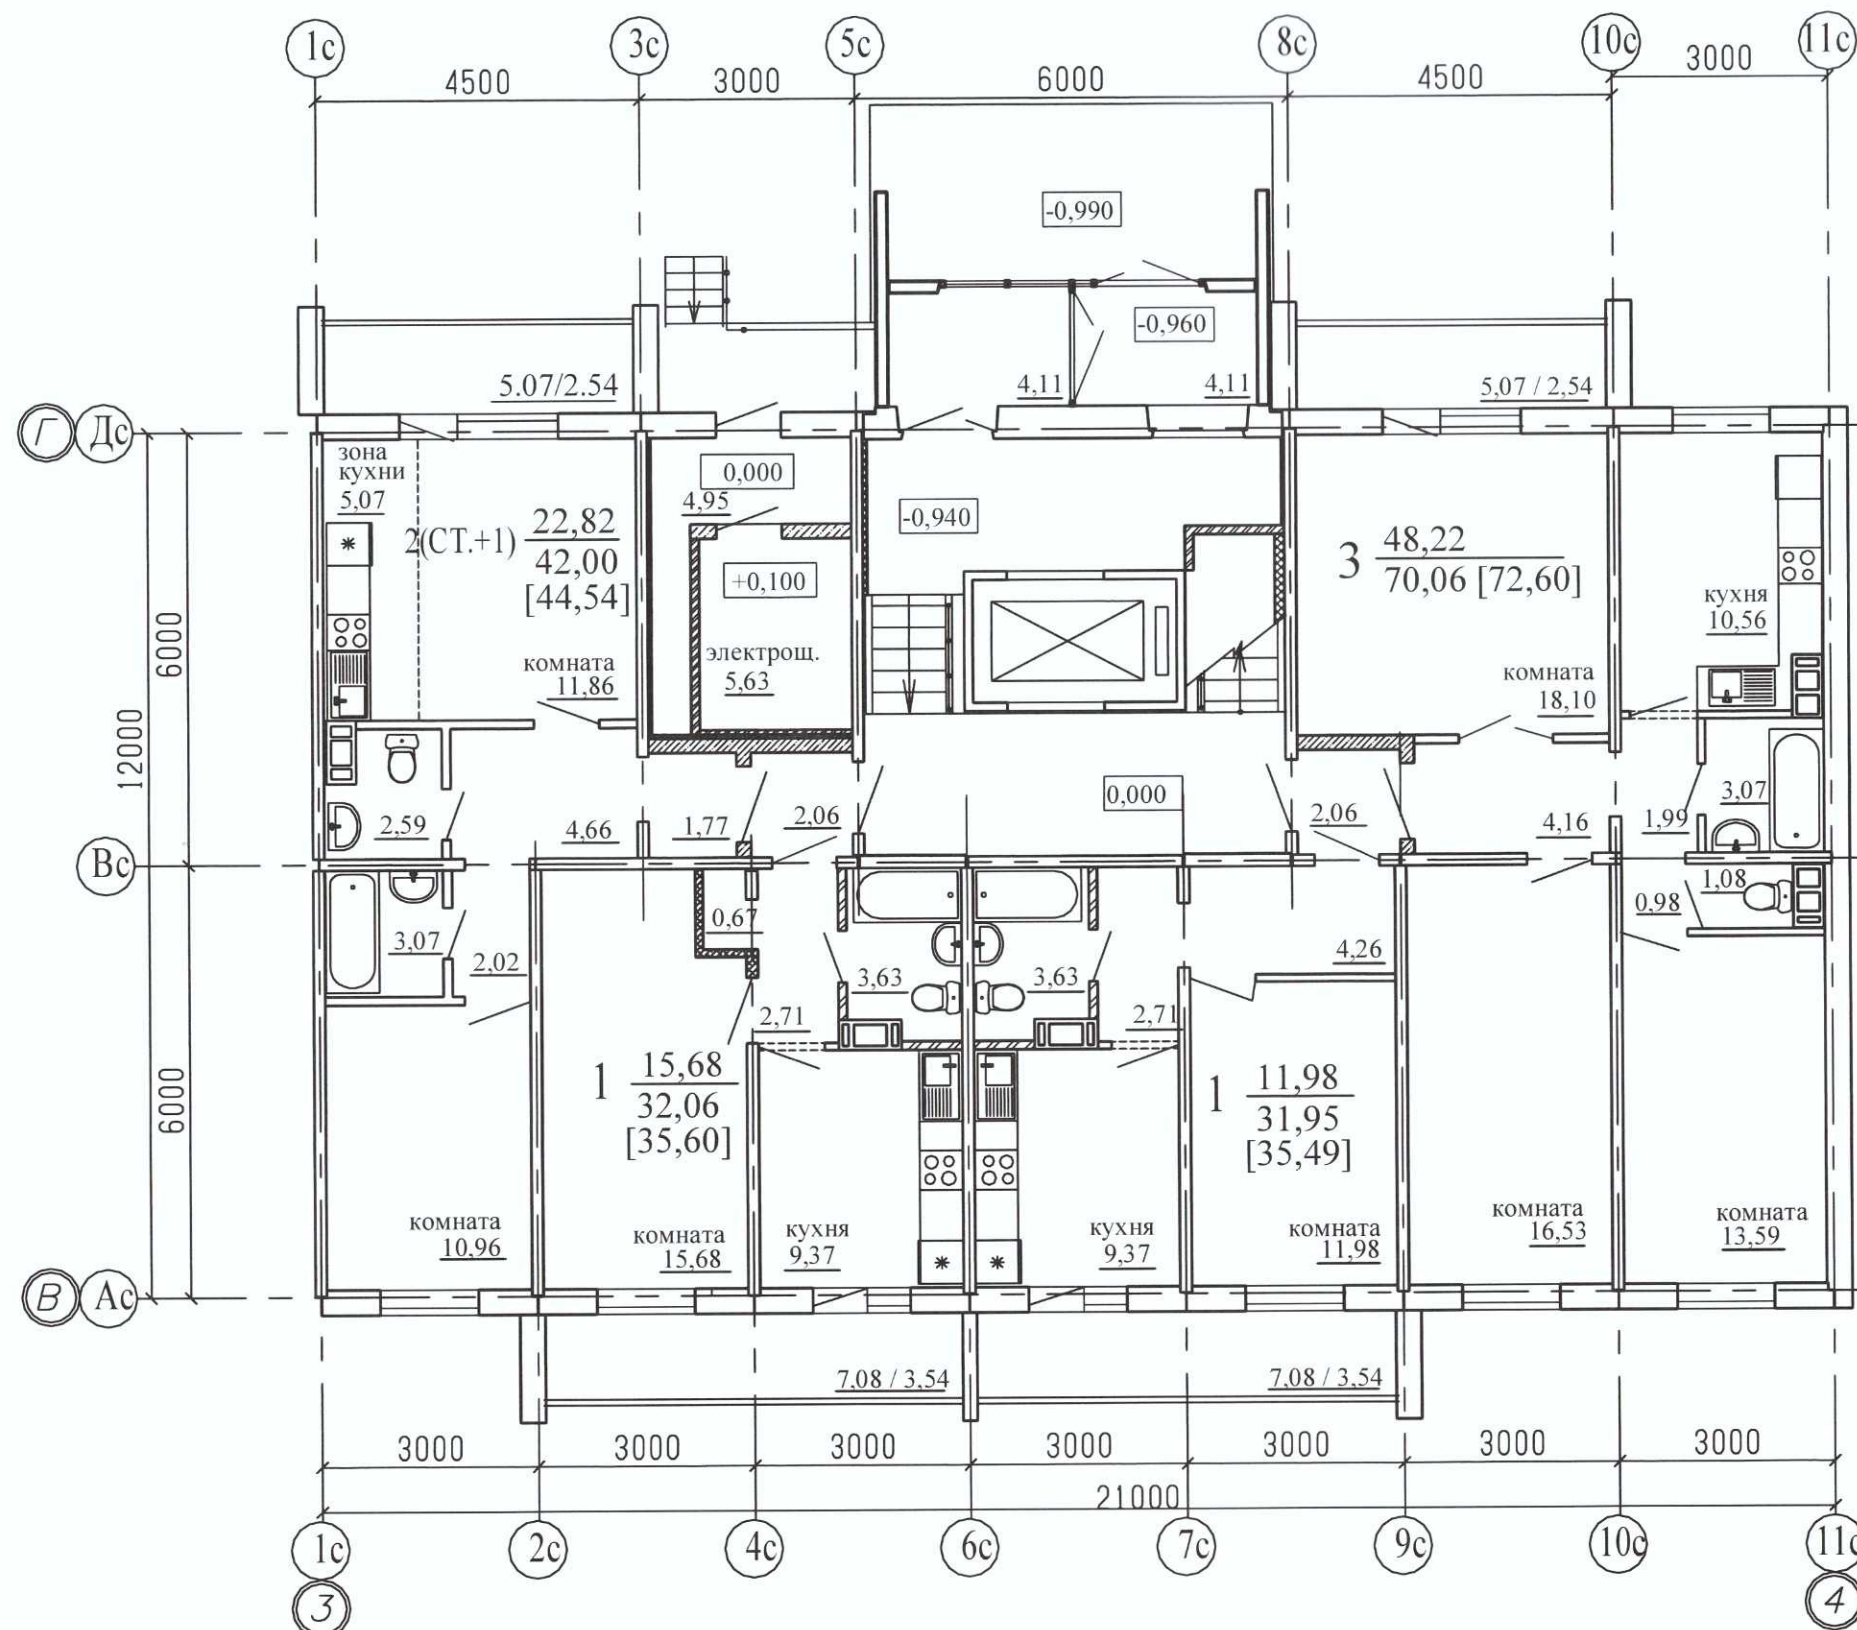 1с 3с 5с 8с 10с 11с
4500 3000 6000 4500 3000
-0,990
-0,960
4,11 4,11
5.07/2.54
5,07 / 2,54
Г Дс
зона
кухни
5,07
2(СТ.+1) 22,82
42,00
[44,54]
0,000
4,95
-0,940
+0,100
электрощ.
5,63
3 48,22
70,06 [72,60]
кухня
10,56
комната
11,86
комната
18,10
6000
12000
2,59 4,66 1,77 2,06
0,000
2,06 4,16 1,99 3,07
Вс
3,07 2,02 0,67
3,63 3,63
4,26
0,98 1,08
2,71 2,71
6000
1 15,68
32,06
[35,60]
1 11,98
31,95
[35,49]
комната
10,96
комната
15,68
кухня
9,37
кухня
9,37
комната
11,98
комната
16,53
комната
13,59
В Ас
7,08 / 3,54
7,08 / 3,54
3000 3000 3000 3000 3000 3000 3000
21000
1с 2с 4с 6с 7с 9с 10с 11с
3 4